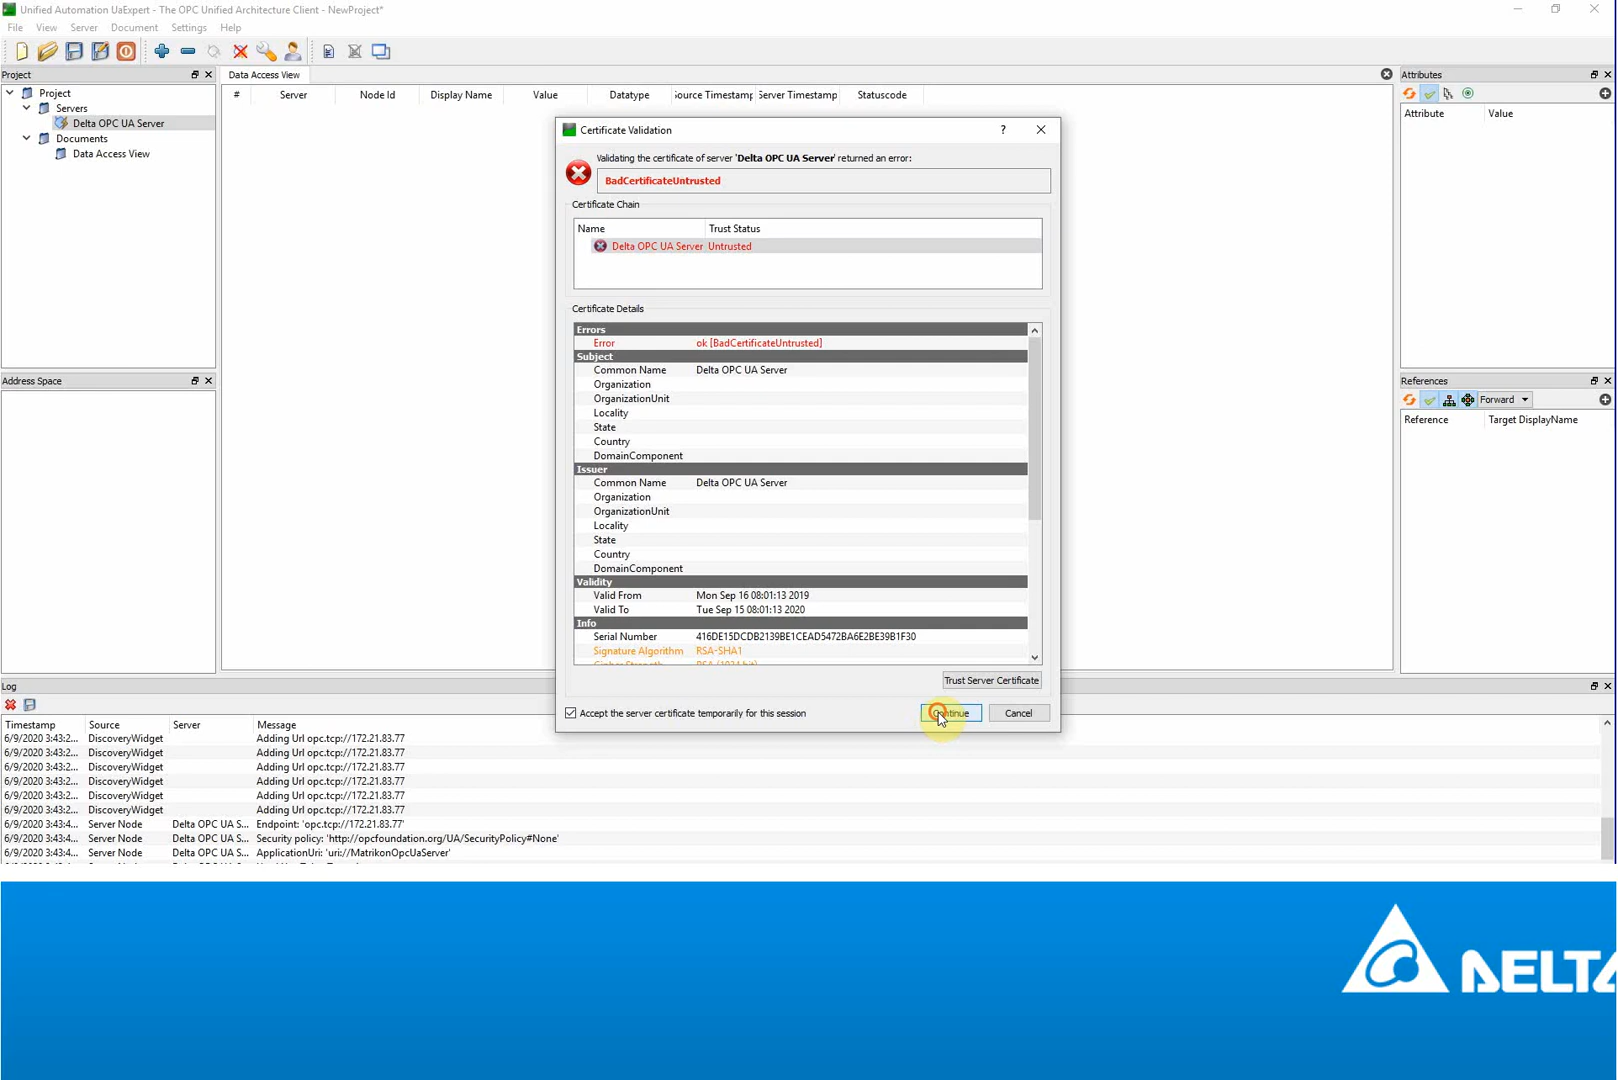 Unified Automation UaExpert - The OPC Unified Architecture Client - NewProject*
File View Server Document Settings Help
Project
Project
Servers
Delta OPC UA Server
Documents
Data Access View
Address Space
Data Access View
# Server Node Id Display Name Value Datatype Source Timestamp Server Timestamp Statuscode
Certificate Validation ?
Validating the certificate of server 'Delta OPC UA Server' returned an error:
BadCertificateUntrusted
Certificate Chain
Name Trust Status
Delta OPC UA Server Untrusted
Certificate Details
Errors
Error ok [BadCertificateUntrusted]
Subject
Common Name Delta OPC UA Server
Organization
OrganizationUnit
Locality
State
Country
DomainComponent
Issuer
Common Name Delta OPC UA Server
Organization
OrganizationUnit
Locality
State
Country
DomainComponent
Validity
Valid From Mon Sep 16 08:01:13 2019
Valid To Tue Sep 15 08:01:13 2020
Info
Serial Number 416DE15DCDB2139BE1CEAD5472BA6E2BE39B1F30
Signature Algorithm RSA-SHA1
Cipher Strength RSA (1024 bit)
Trust Server Certificate
Accept the server certificate temporarily for this session
Continue Cancel
Attributes
Attribute Value
References
Forward
Reference Target DisplayName
Log
Timestamp Source Server Message
6/9/2020 3:43:2... DiscoveryWidget Adding Url opc.tcp://172.21.83.77
6/9/2020 3:43:2... DiscoveryWidget Adding Url opc.tcp://172.21.83.77
6/9/2020 3:43:2... DiscoveryWidget Adding Url opc.tcp://172.21.83.77
6/9/2020 3:43:2... DiscoveryWidget Adding Url opc.tcp://172.21.83.77
6/9/2020 3:43:2... DiscoveryWidget Adding Url opc.tcp://172.21.83.77
6/9/2020 3:43:2... DiscoveryWidget Adding Url opc.tcp://172.21.83.77
6/9/2020 3:43:4... Server Node Delta OPC UA S... Endpoint: 'opc.tcp://172.21.83.77'
6/9/2020 3:43:4... Server Node Delta OPC UA S... Security policy: 'http://opcfoundation.org/UA/SecurityPolicy#None'
6/9/2020 3:43:4... Server Node Delta OPC UA S... ApplicationUri: 'uri://MatrikonOpcUaServer'
DELTA